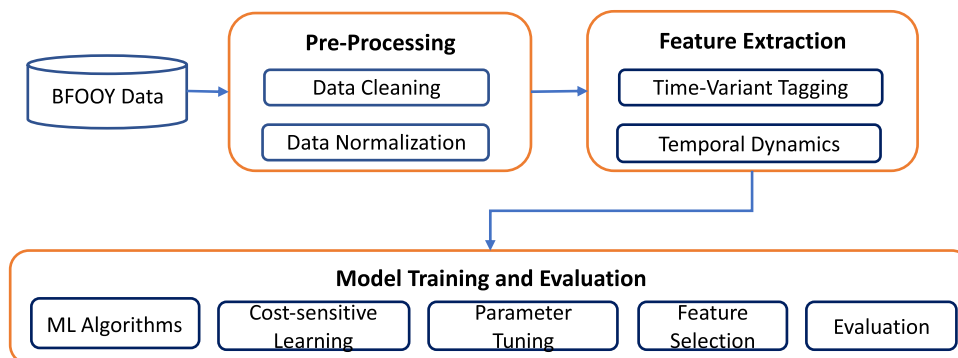 BFOOY Data
Pre-Processing
Data Cleaning
Data Normalization
Feature Extraction
Time-Variant Tagging
Temporal Dynamics
Model Training and Evaluation
ML Algorithms
Cost-sensitive
Learning
Parameter
Tuning
Feature
Selection
Evaluation